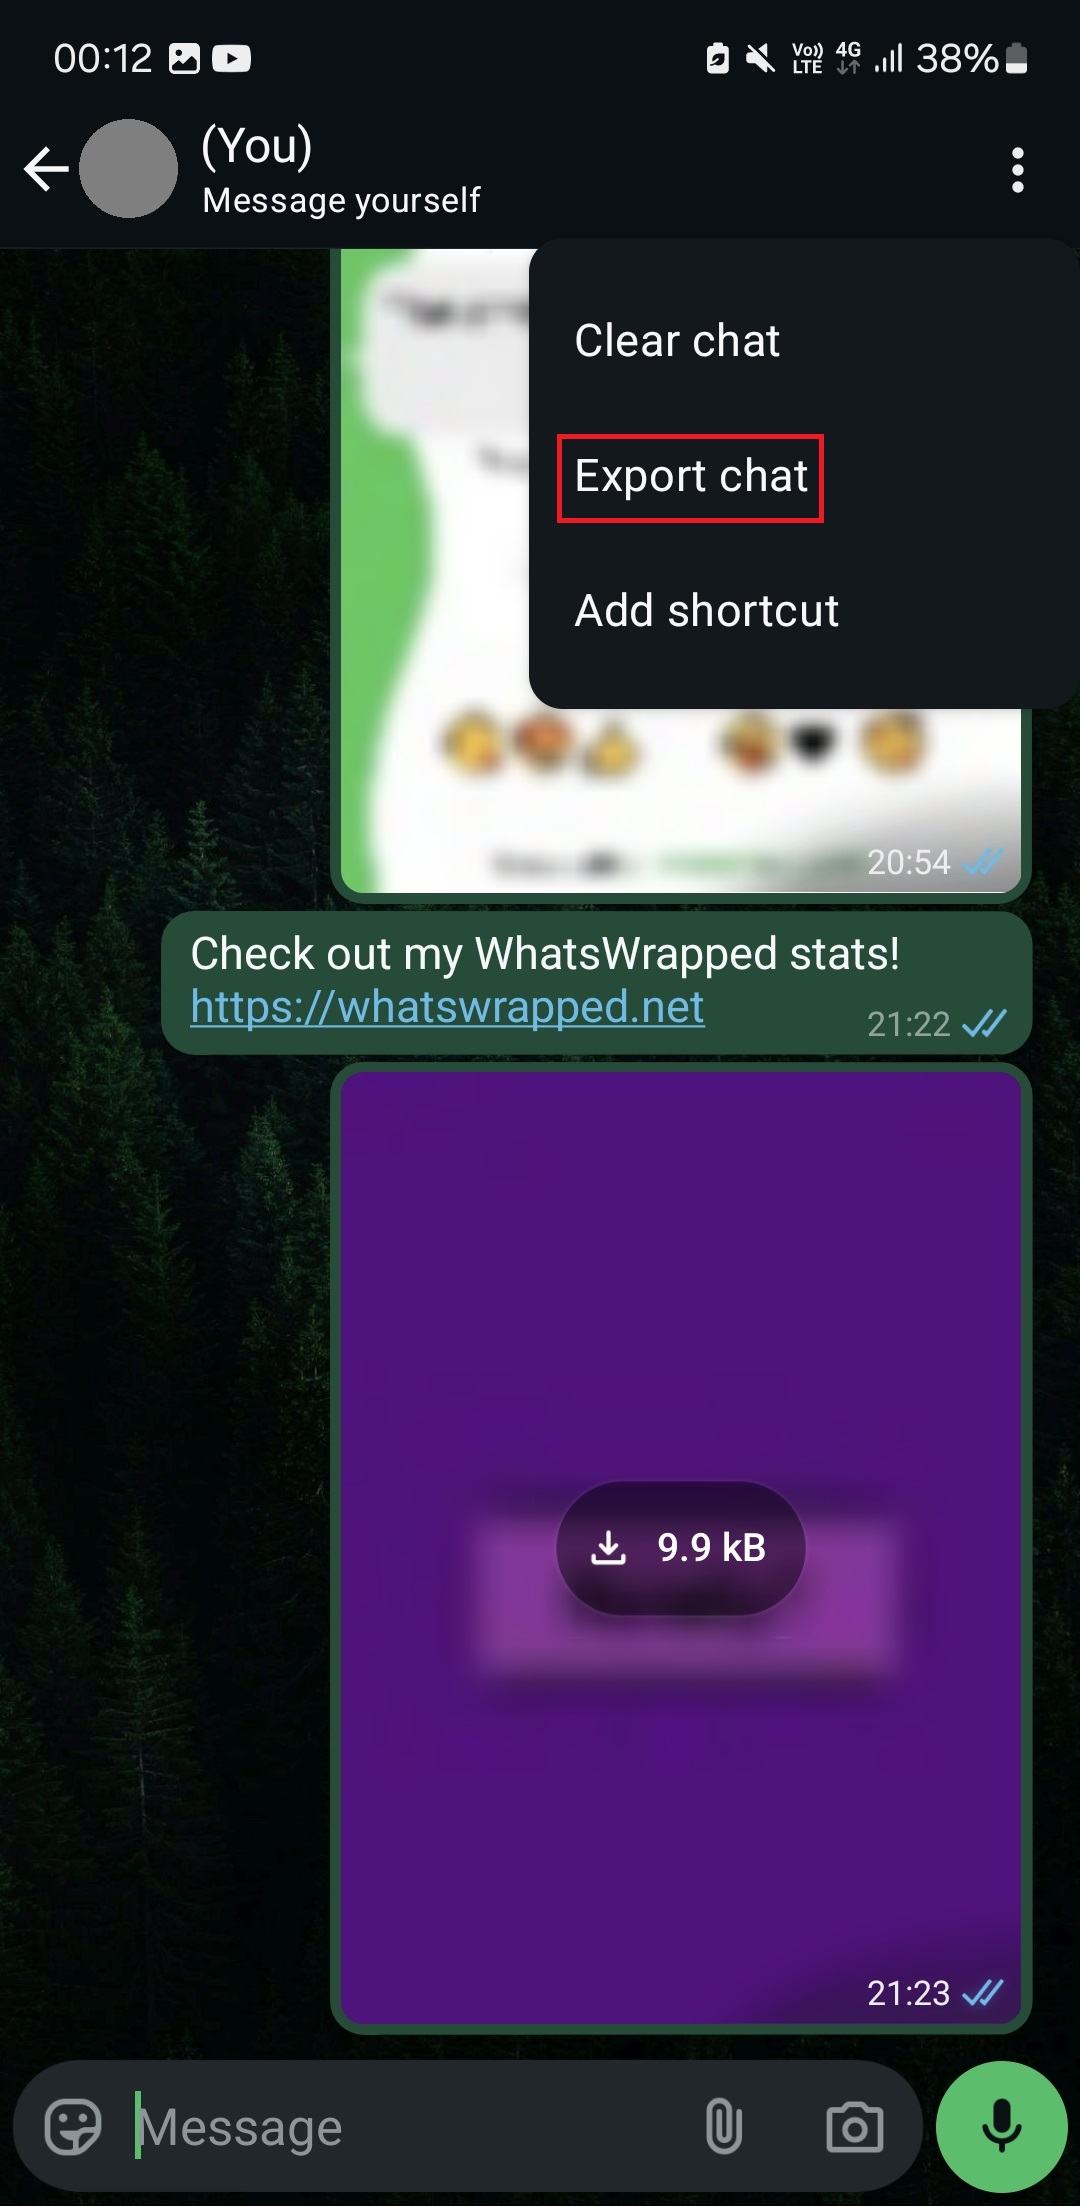 00:12
Vo)) LTE 4G 38%
(You)
Message yourself
Clear chat
Export chat
Add shortcut
20:54
Check out my WhatsWrapped stats!
https://whatswrapped.net
21:22
9.9 kB
21:23
Message